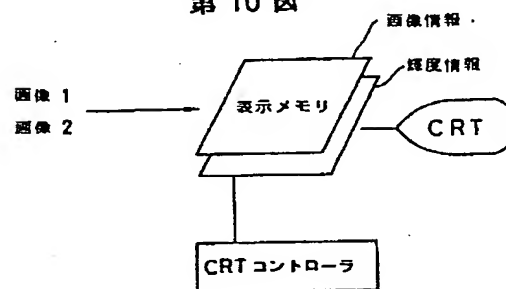 第 10 図
画像情報
輝度情報
画像 1
画像 2
表示メモリ
CRT
CRTコントローラ